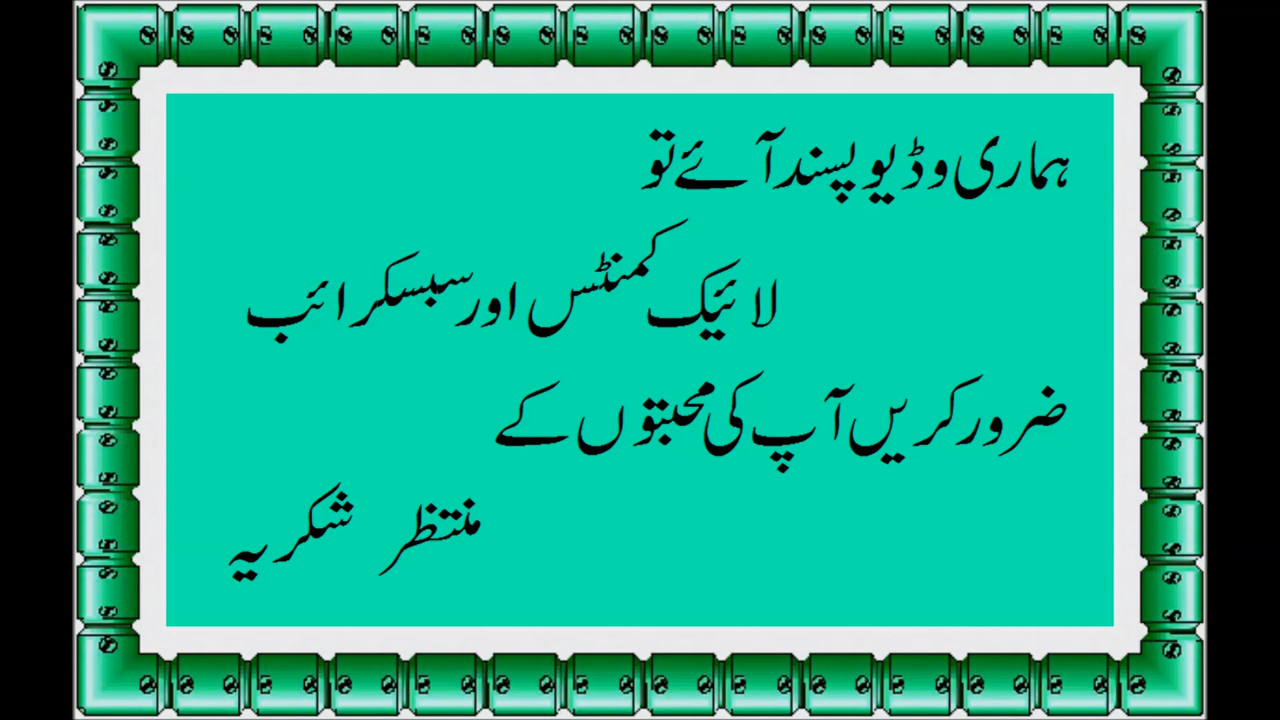 ہماری وڈیو پسند آئے تو
لائیک کمنٹس اور سبسکرائب
ضرور کریں آپ کی محبتوں کے
منتظر شکریہ